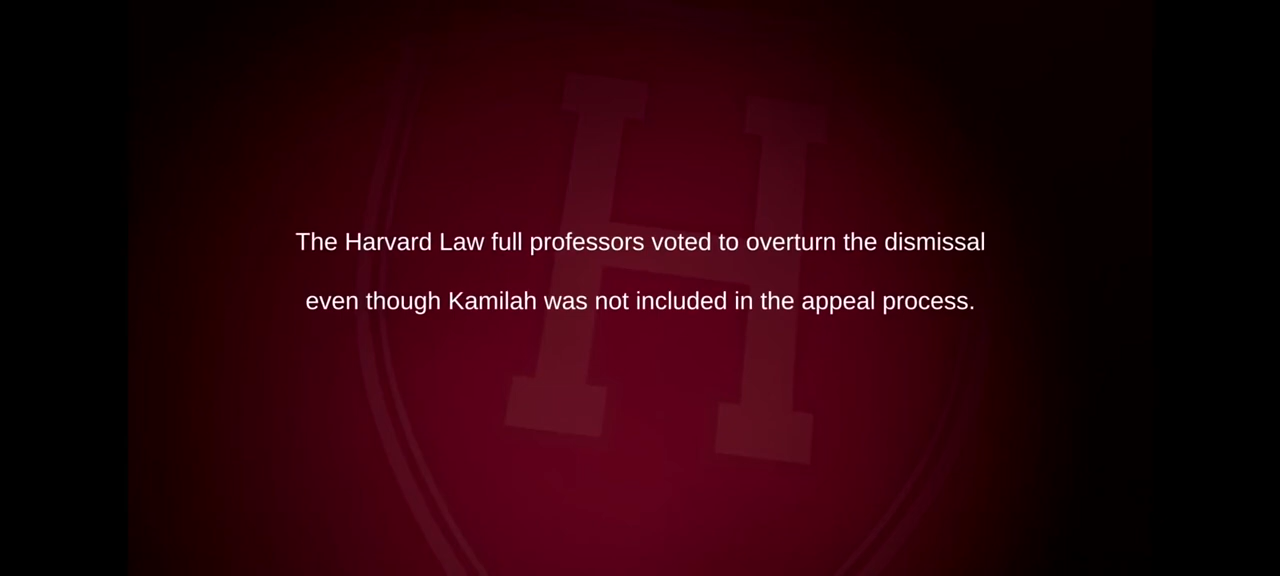 The Harvard Law full professors voted to overturn the dismissal
even though Kamilah was not included in the appeal process.
H